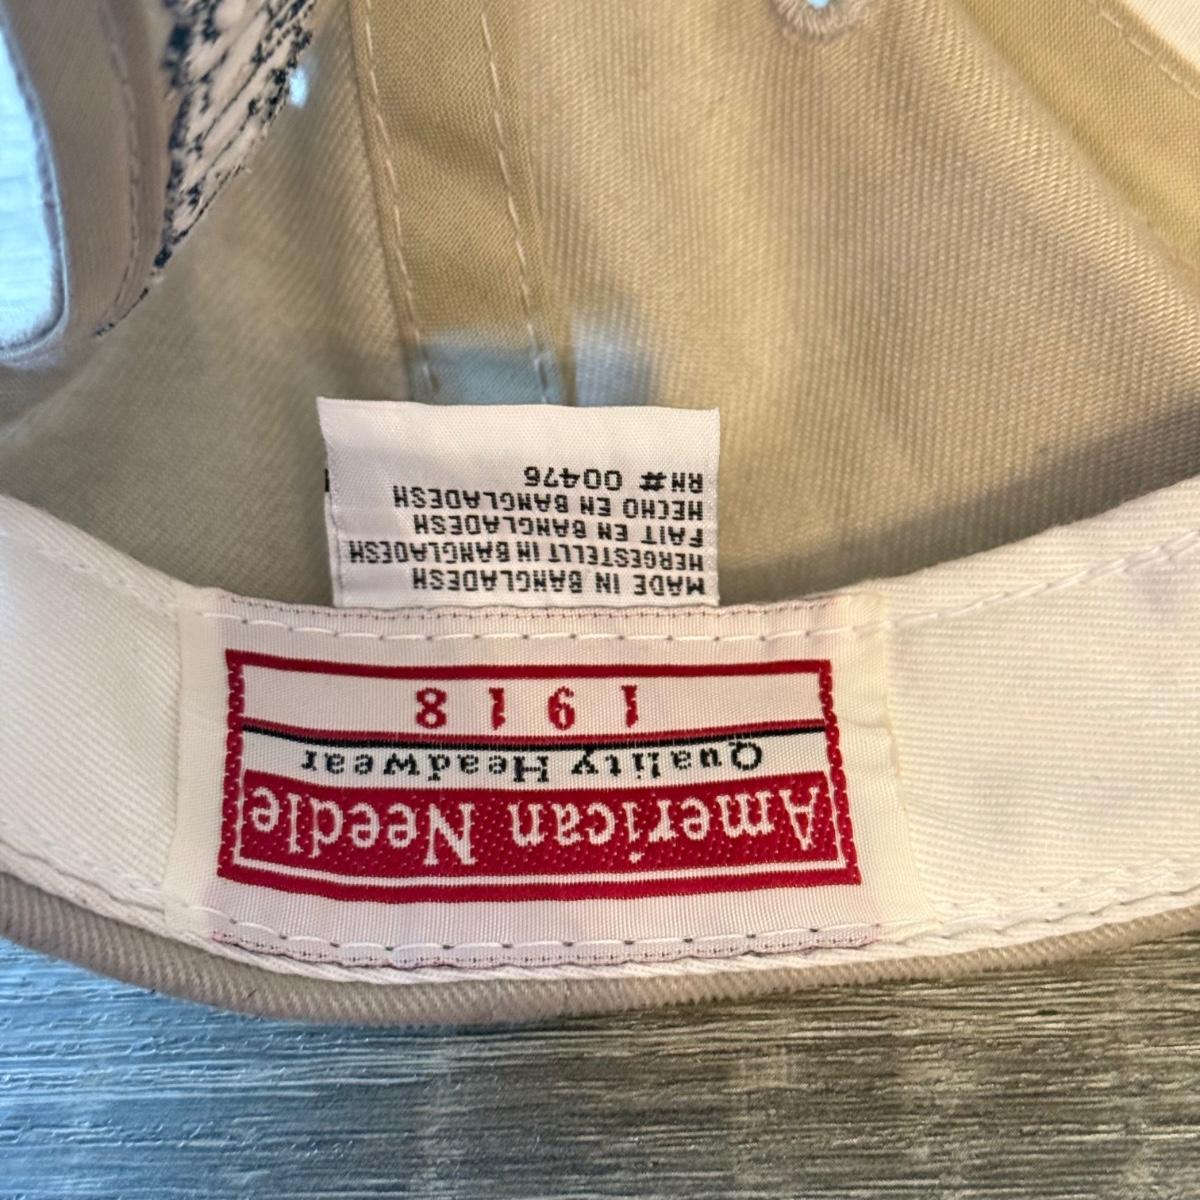 American Needle
Quality Headwear
1918
MADE IN BANGLADESH
HERGESTELLT IN BANGLADESH
FAIT EN BANGLADESH
HECHO EN BANGLADESH
RN# 00476